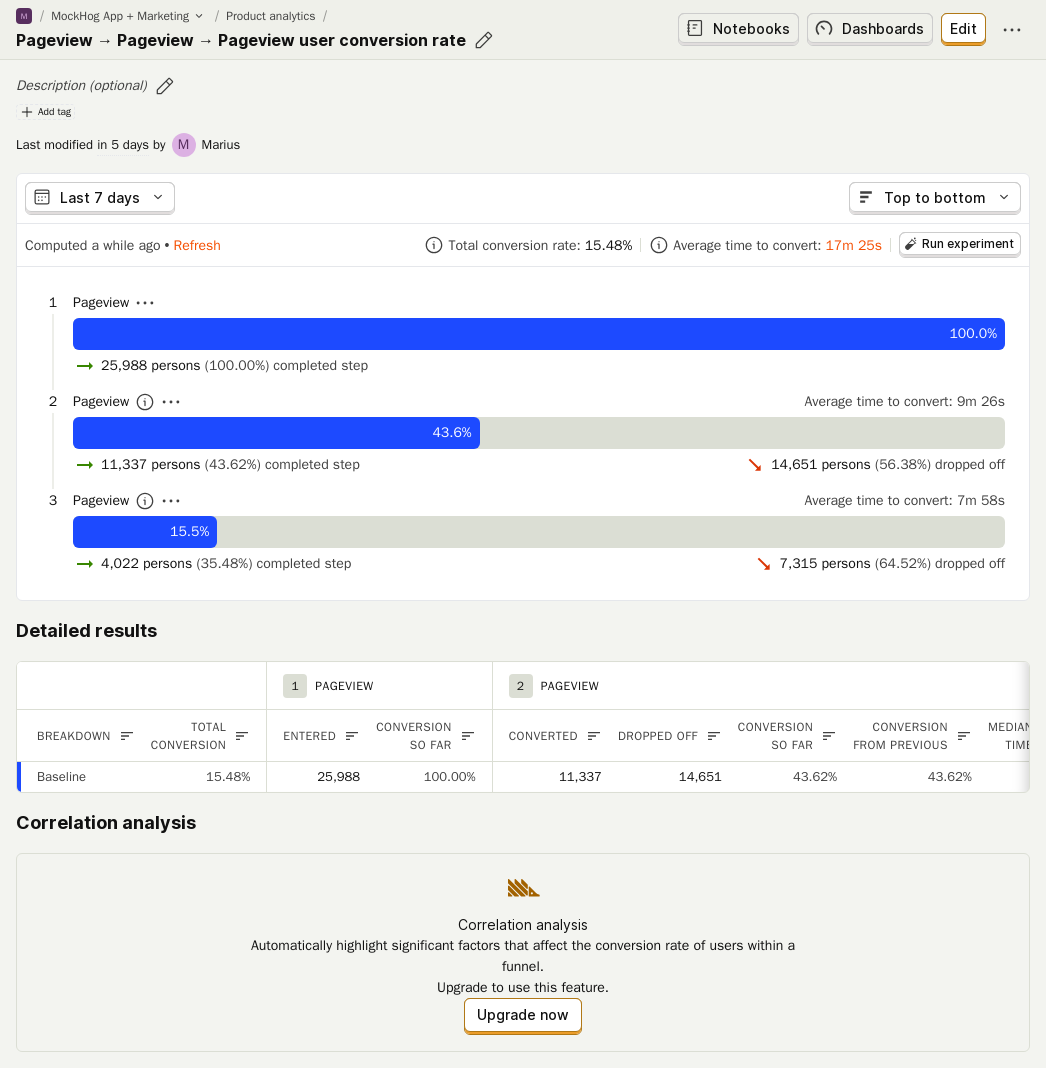 M / MockHog App + Marketing / Product analytics /
Pageview → Pageview → Pageview user conversion rate
Notebooks
Dashboards
Edit
Description (optional)
Add tag
Last modified in 5 days by M Marius
Last 7 days
Top to bottom
Computed a while ago • Refresh
Total conversion rate: 15.48%
Average time to convert: 17m 25s
Run experiment
1 Pageview
100.0%
25,988 persons (100.00%) completed step
2 Pageview
Average time to convert: 9m 26s
43.6%
11,337 persons (43.62%) completed step
14,651 persons (56.38%) dropped off
3 Pageview
Average time to convert: 7m 58s
15.5%
4,022 persons (35.48%) completed step
7,315 persons (64.52%) dropped off
Detailed results
1 PAGEVIEW
2 PAGEVIEW
BREAKDOWN
TOTAL
CONVERSION
ENTERED
CONVERSION
SO FAR
CONVERTED
DROPPED OFF
CONVERSION
SO FAR
CONVERSION
FROM PREVIOUS
MEDIAN
TIME
Baseline 15.48% 25,988 100.00% 11,337 14,651 43.62% 43.62%
Correlation analysis
Correlation analysis
Automatically highlight significant factors that affect the conversion rate of users within a
funnel.
Upgrade to use this feature.
Upgrade now